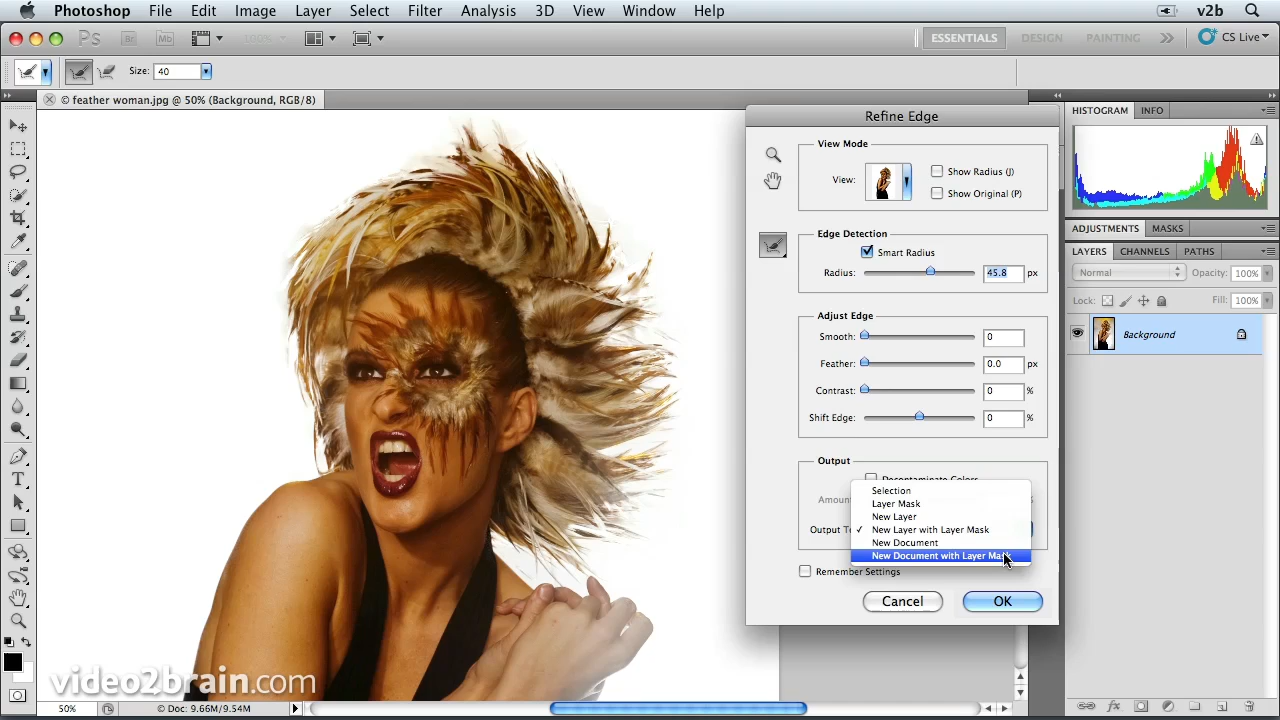 Photoshop File Edit Image Layer Select Filter Analysis 3D View Window Help v2b
Ps Br Mb 100% ESSENTIALS DESIGN PAINTING >> CS Live
Size: 40
© feather woman.jpg @ 50% (Background, RGB/8)
Refine Edge
View Mode
View:
Show Radius (J)
Show Original (P)
Edge Detection
Smart Radius
Radius: 45.8 px
Adjust Edge
Smooth: 0
Feather: 0.0 px
Contrast: 0 %
Shift Edge: 0 %
Output
Decontaminate Colors
Amou %
Output T
Selection
Layer Mask
New Layer
✓ New Layer with Layer Mask
New Document
New Document with Layer Mask
Remember Settings
Cancel OK
HISTOGRAM INFO
ADJUSTMENTS MASKS
LAYERS CHANNELS PATHS
Normal Opacity: 100%
Lock: Fill: 100%
Background
video2brain.com
50% © Doc: 9.66M/9.54M